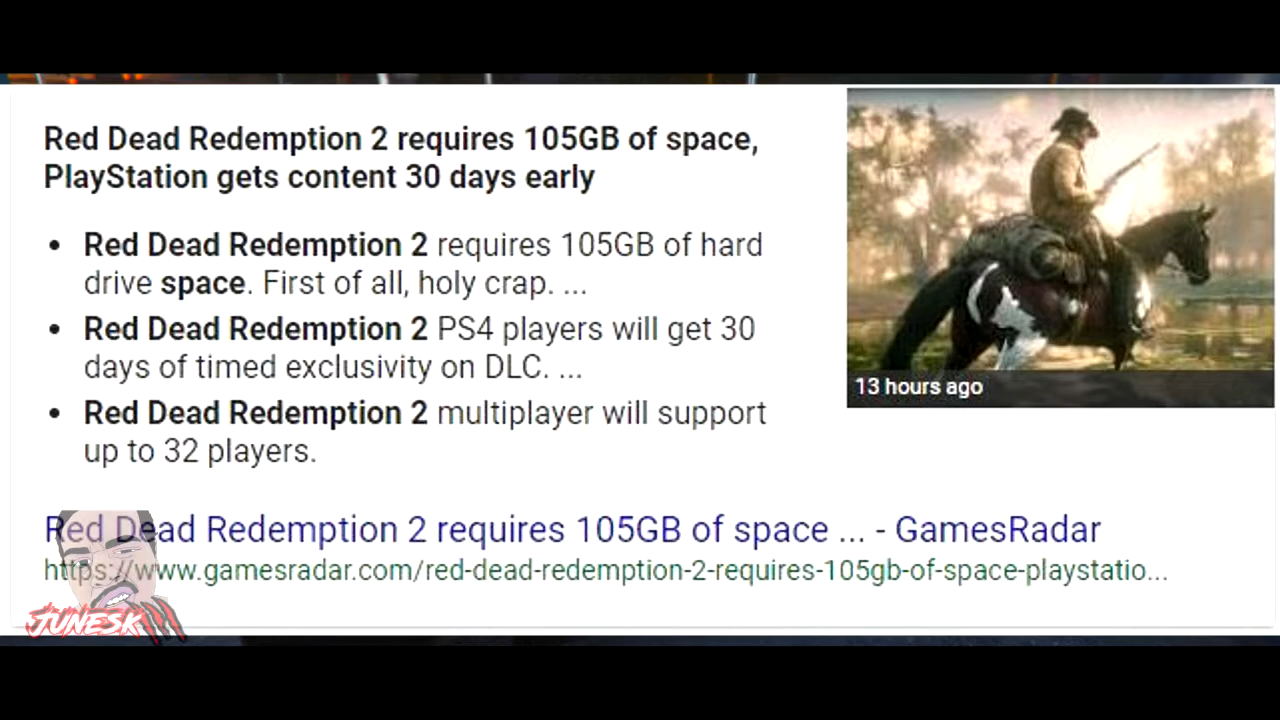 Red Dead Redemption 2 requires 105GB of space,
PlayStation gets content 30 days early
• Red Dead Redemption 2 requires 105GB of hard
drive space. First of all, holy crap. ...
• Red Dead Redemption 2 PS4 players will get 30
days of timed exclusivity on DLC. ...
• Red Dead Redemption 2 multiplayer will support
up to 32 players.
13 hours ago
Red Dead Redemption 2 requires 105GB of space ... - GamesRadar
https://www.gamesradar.com/red-dead-redemption-2-requires-105gb-of-space-playstatio...
JUNESK